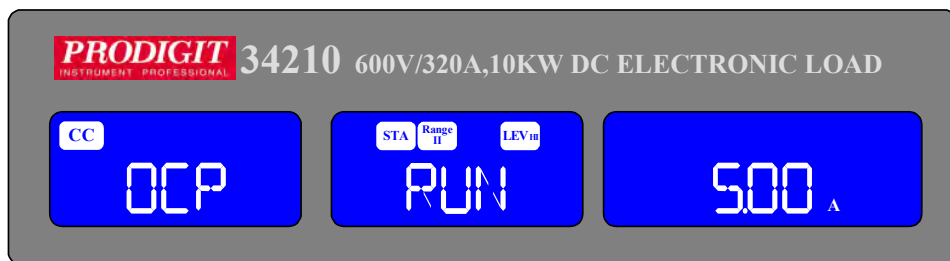 PRODIGIT
INSTRUMENT PROFESSIONAL
34210 600V/320A,10KW DC ELECTRONIC LOAD
CC
OCP
STA Range II LEV HI
RUN
5.00 A